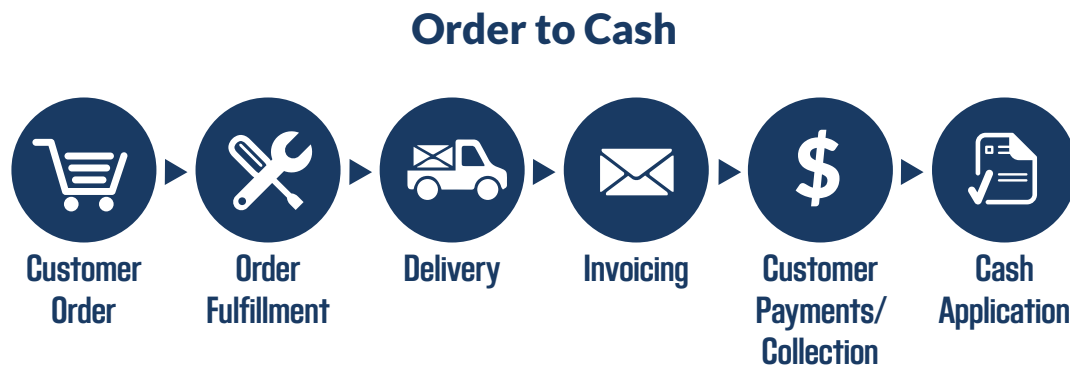 Order to Cash
Customer
Order
Order
Fulfillment
Delivery
Invoicing
$
Customer
Payments/
Collection
Cash
Application